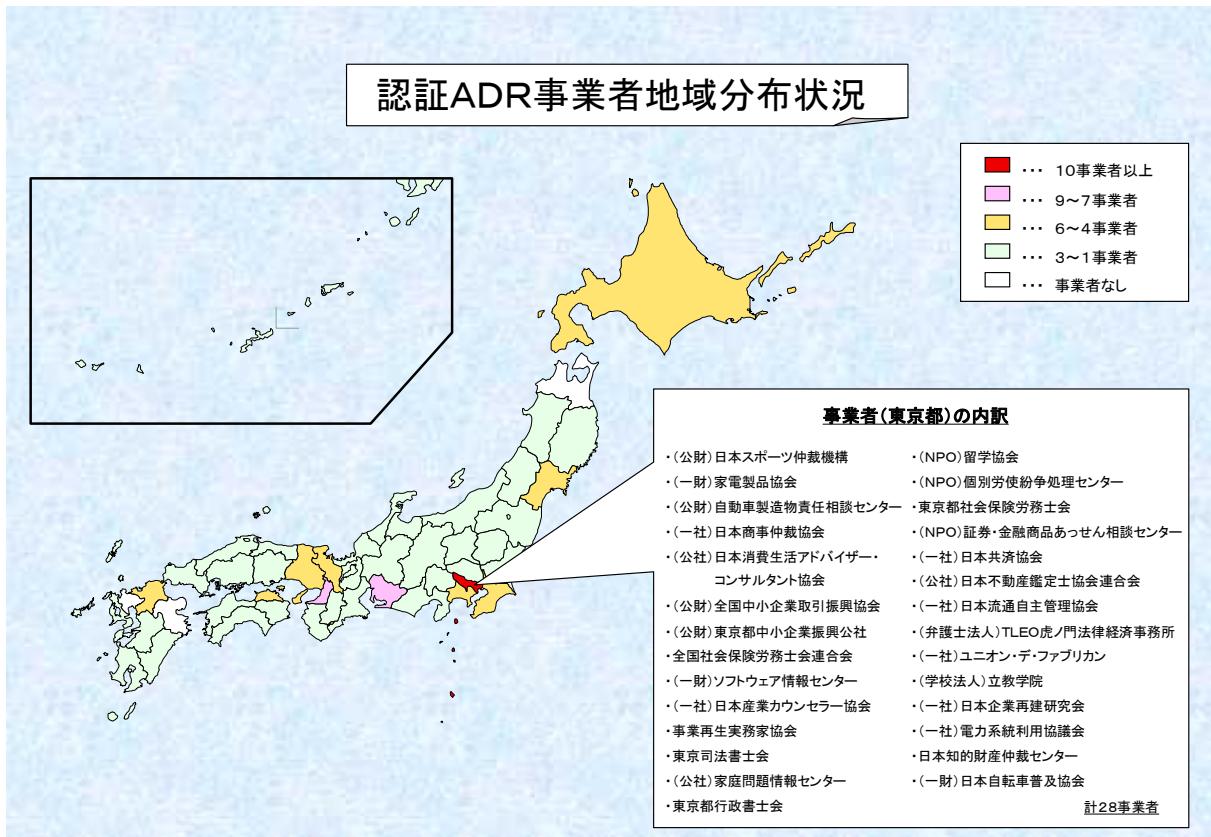 認証ADR事業者地域分布状況
… 10事業者以上
… 9～7事業者
… 6～4事業者
… 3～1事業者
… 事業者なし
事業者(東京都)の内訳
・(公財)日本スポーツ仲裁機構
・(一財)家電製品協会
・(公財)自動車製造物責任相談センター
・(一社)日本商事仲裁協会
・(公社)日本消費生活アドバイザー・
コンサルタント協会
・(公財)全国中小企業取引振興協会
・(公財)東京都中小企業振興公社
・全国社会保険労務士会連合会
・(一財)ソフトウェア情報センター
・(一社)日本産業カウンセラー協会
・事業再生実務家協会
・東京司法書士会
・(公社)家庭問題情報センター
・東京都行政書士会
・(NPO)留学協会
・(NPO)個別労使紛争処理センター
・東京都社会保険労務士会
・(NPO)証券・金融商品あっせん相談センター
・(一社)日本共済協会
・(公社)日本不動産鑑定士協会連合会
・(一社)日本流通自主管理協会
・(弁護士法人)TLEO虎ノ門法律経済事務所
・(一社)ユニオン・デ・ファブリカン
・(学校法人)立教学院
・(一社)日本企業再建研究会
・(一社)電力系統利用協議会
・日本知的財産仲裁センター
・(一財)日本自転車普及協会
計28事業者